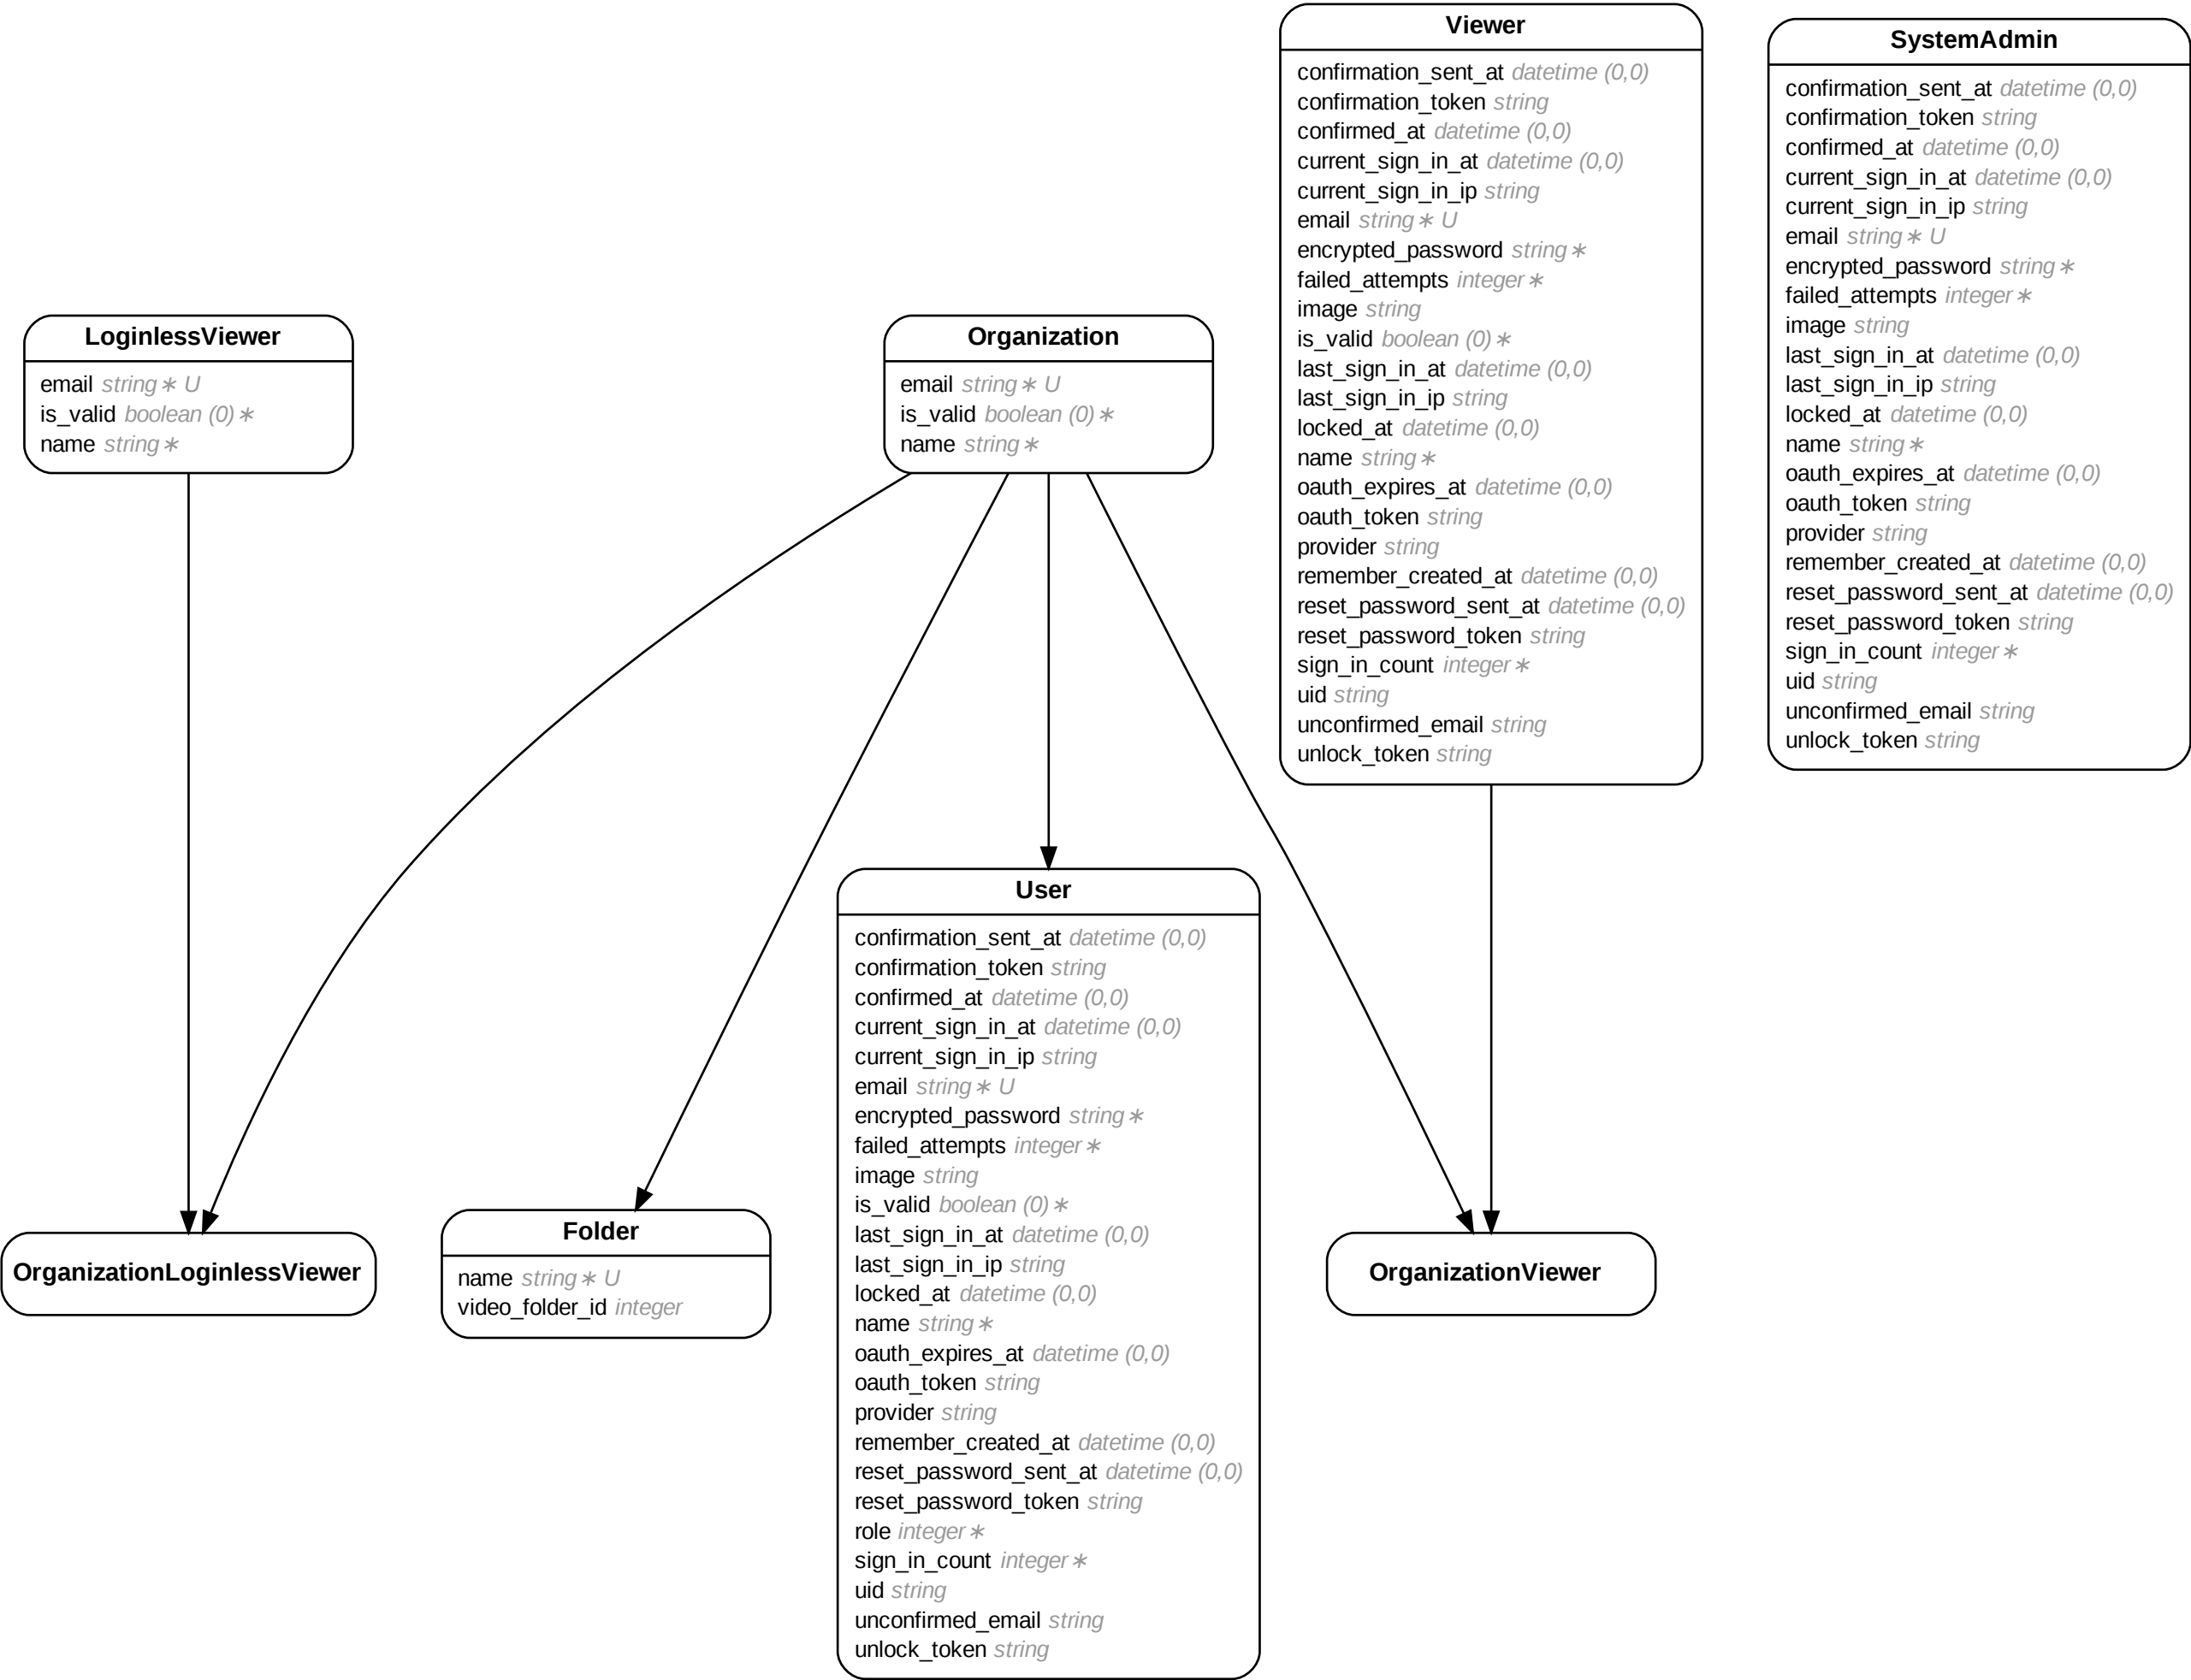 Viewer
confirmation_sent_at datetime (0,0)
confirmation_token string
confirmed_at datetime (0,0)
current_sign_in_at datetime (0,0)
current_sign_in_ip string
email string∗ U
encrypted_password string∗
failed_attempts integer∗
image string
is_valid boolean (0)∗
last_sign_in_at datetime (0,0)
last_sign_in_ip string
locked_at datetime (0,0)
name string∗
oauth_expires_at datetime (0,0)
oauth_token string
provider string
remember_created_at datetime (0,0)
reset_password_sent_at datetime (0,0)
reset_password_token string
sign_in_count integer∗
uid string
unconfirmed_email string
unlock_token string
SystemAdmin
confirmation_sent_at datetime (0,0)
confirmation_token string
confirmed_at datetime (0,0)
current_sign_in_at datetime (0,0)
current_sign_in_ip string
email string∗ U
encrypted_password string∗
failed_attempts integer∗
image string
last_sign_in_at datetime (0,0)
last_sign_in_ip string
locked_at datetime (0,0)
name string∗
oauth_expires_at datetime (0,0)
oauth_token string
provider string
remember_created_at datetime (0,0)
reset_password_sent_at datetime (0,0)
reset_password_token string
sign_in_count integer∗
uid string
unconfirmed_email string
unlock_token string
LoginlessViewer
email string∗ U
is_valid boolean (0)∗
name string∗
Organization
email string∗ U
is_valid boolean (0)∗
name string∗
User
confirmation_sent_at datetime (0,0)
confirmation_token string
confirmed_at datetime (0,0)
current_sign_in_at datetime (0,0)
current_sign_in_ip string
email string∗ U
encrypted_password string∗
failed_attempts integer∗
image string
is_valid boolean (0)∗
last_sign_in_at datetime (0,0)
last_sign_in_ip string
locked_at datetime (0,0)
name string∗
oauth_expires_at datetime (0,0)
oauth_token string
provider string
remember_created_at datetime (0,0)
reset_password_sent_at datetime (0,0)
reset_password_token string
role integer∗
sign_in_count integer∗
uid string
unconfirmed_email string
unlock_token string
OrganizationLoginlessViewer
Folder
name string∗ U
video_folder_id integer
OrganizationViewer